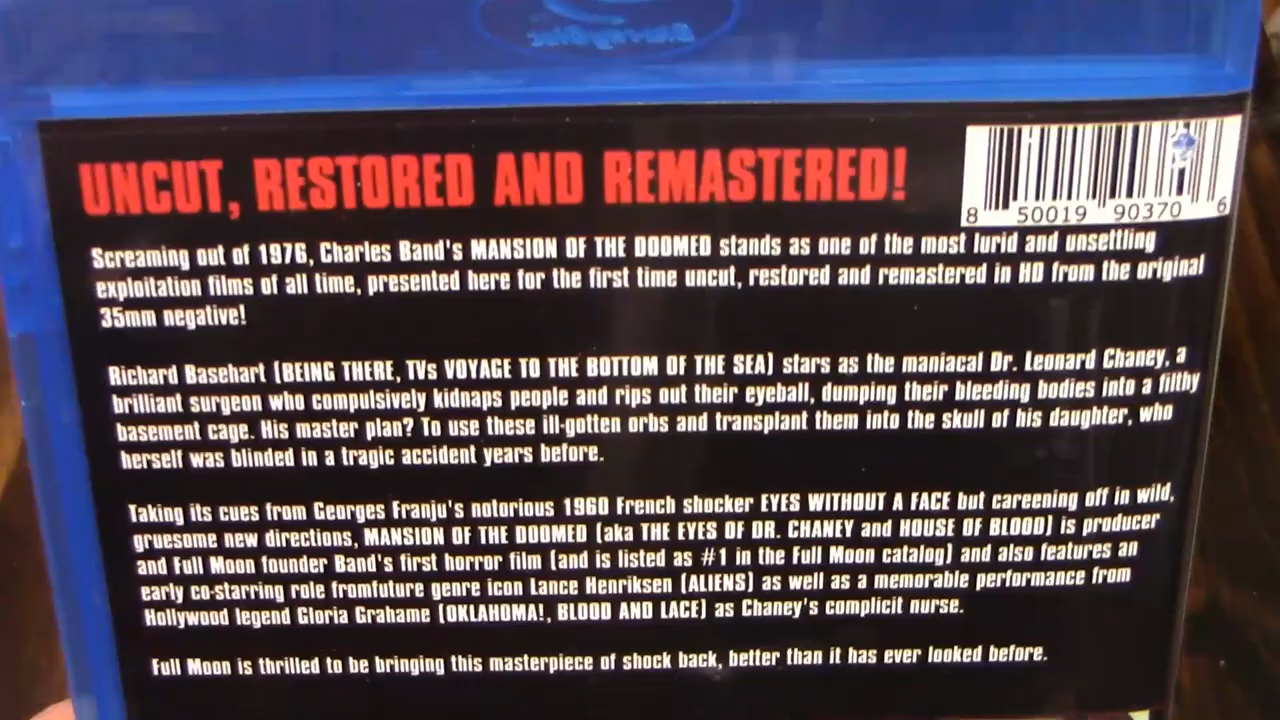 UNCUT, RESTORED AND REMASTERED!
8 50019 90370 6
Screaming out of 1976, Charles Band's MANSION OF THE DOOMED stands as one of the most lurid and unsettling
exploitation films of all time, presented here for the first time uncut, restored and remastered in HD from the original
35mm negative!
Richard Basehart (BEING THERE, TVs VOYAGE TO THE BOTTOM OF THE SEA) stars as the maniacal Dr. Leonard Chaney, a
brilliant surgeon who compulsively kidnaps people and rips out their eyeball, dumping their bleeding bodies into a filthy
basement cage. His master plan? To use these ill-gotten orbs and transplant them into the skull of his daughter, who
herself was blinded in a tragic accident years before.
Taking its cues from Georges Franju's notorious 1960 French shocker EYES WITHOUT A FACE but careening off in wild,
gruesome new directions, MANSION OF THE DOOMED (aka THE EYES OF DR. CHANEY and HOUSE OF BLOOD) is producer
and Full Moon founder Band's first horror film (and is listed as #1 in the Full Moon catalog) and also features an
early co-starring role fromfuture genre icon Lance Henriksen (ALIENS) as well as a memorable performance from
Hollywood legend Gloria Grahame (OKLAHOMA!, BLOOD AND LACE) as Chaney's complicit nurse.
Full Moon is thrilled to be bringing this masterpiece of shock back, better than it has ever looked before.